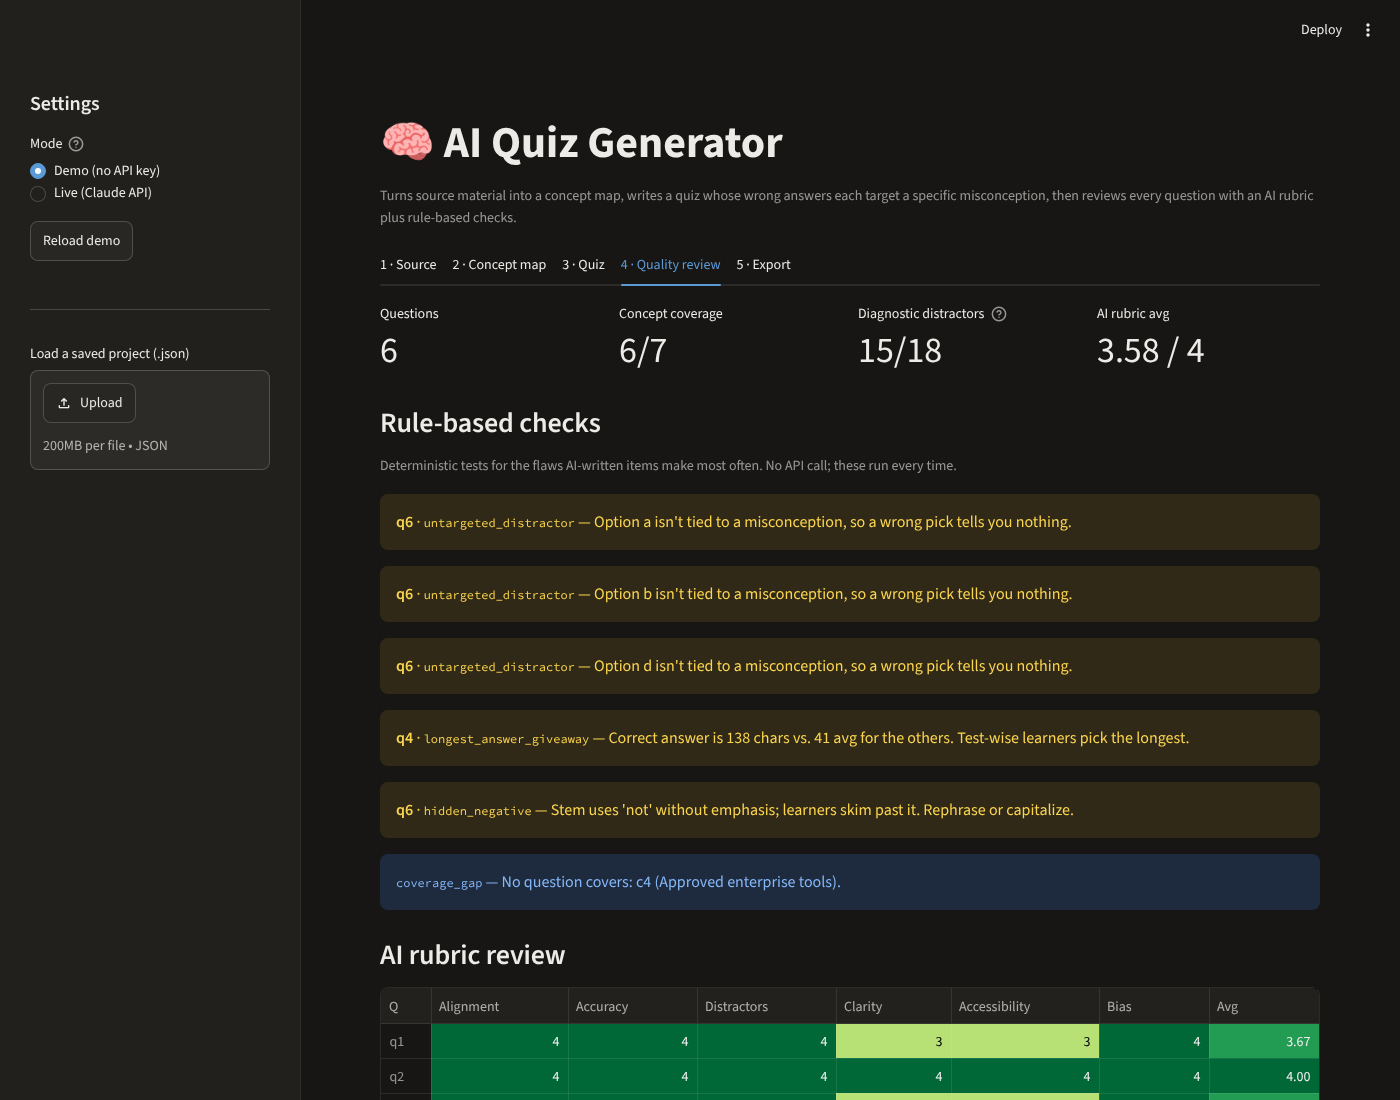 Deploy
Settings
Mode
Demo (no API key)
Live (Claude API)
Reload demo
Load a saved project (.json)
Upload
200MB per file • JSON
AI Quiz Generator
Turns source material into a concept map, writes a quiz whose wrong answers each target a specific misconception, then reviews every question with an AI rubric
plus rule-based checks.
1 · Source 2 · Concept map 3 · Quiz 4 · Quality review 5 · Export
Questions Concept coverage Diagnostic distractors AI rubric avg
6 6/7 15/18 3.58 / 4
Rule-based checks
Deterministic tests for the flaws AI-written items make most often. No API call; these run every time.
q6 · untargeted_distractor — Option a isn't tied to a misconception, so a wrong pick tells you nothing.
q6 · untargeted_distractor — Option b isn't tied to a misconception, so a wrong pick tells you nothing.
q6 · untargeted_distractor — Option d isn't tied to a misconception, so a wrong pick tells you nothing.
q4 · longest_answer_giveaway — Correct answer is 138 chars vs. 41 avg for the others. Test-wise learners pick the longest.
q6 · hidden_negative — Stem uses 'not' without emphasis; learners skim past it. Rephrase or capitalize.
coverage_gap — No question covers: c4 (Approved enterprise tools).
AI rubric review
Q Alignment Accuracy Distractors Clarity Accessibility Bias Avg
q1 4 4 4 3 3 4 3.67
q2 4 4 4 4 4 4 4.00